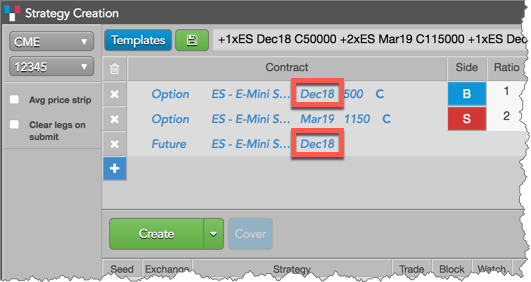 Strategy Creation
CME
Templates
+1xES Dec18 C50000 +2xES Mar19 C115000 +1xES De
12345
Contract Side Ratio
Avg price strip
Option ES - E-Mini S... Dec18 500 C B 1
Clear legs on
submit
Option ES - E-Mini S... Mar19 1150 C S 2
Future ES - E-Mini S... Dec18
Create Cover
Seed Exchange Strategy Trade Block Watch